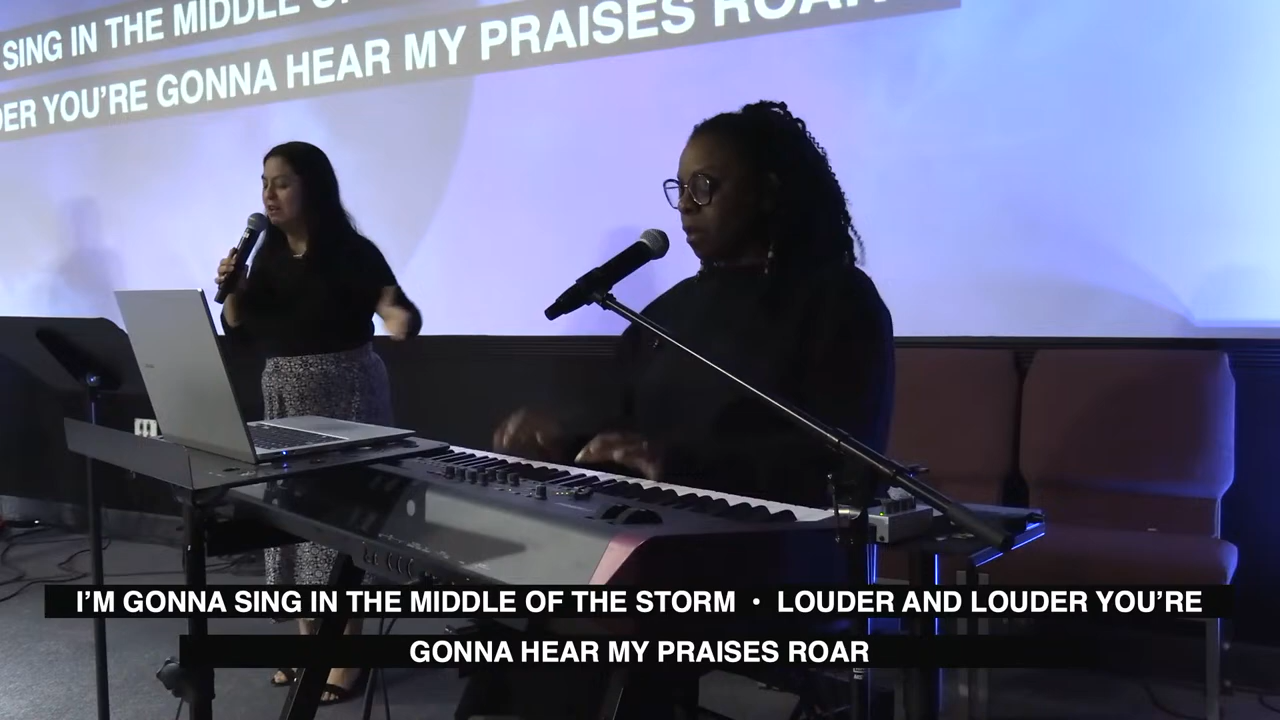 SING IN THE MIDDLE
DER YOU'RE GONNA HEAR MY PRAISES ROAR
I'M GONNA SING IN THE MIDDLE OF THE STORM • LOUDER AND LOUDER YOU'RE
GONNA HEAR MY PRAISES ROAR